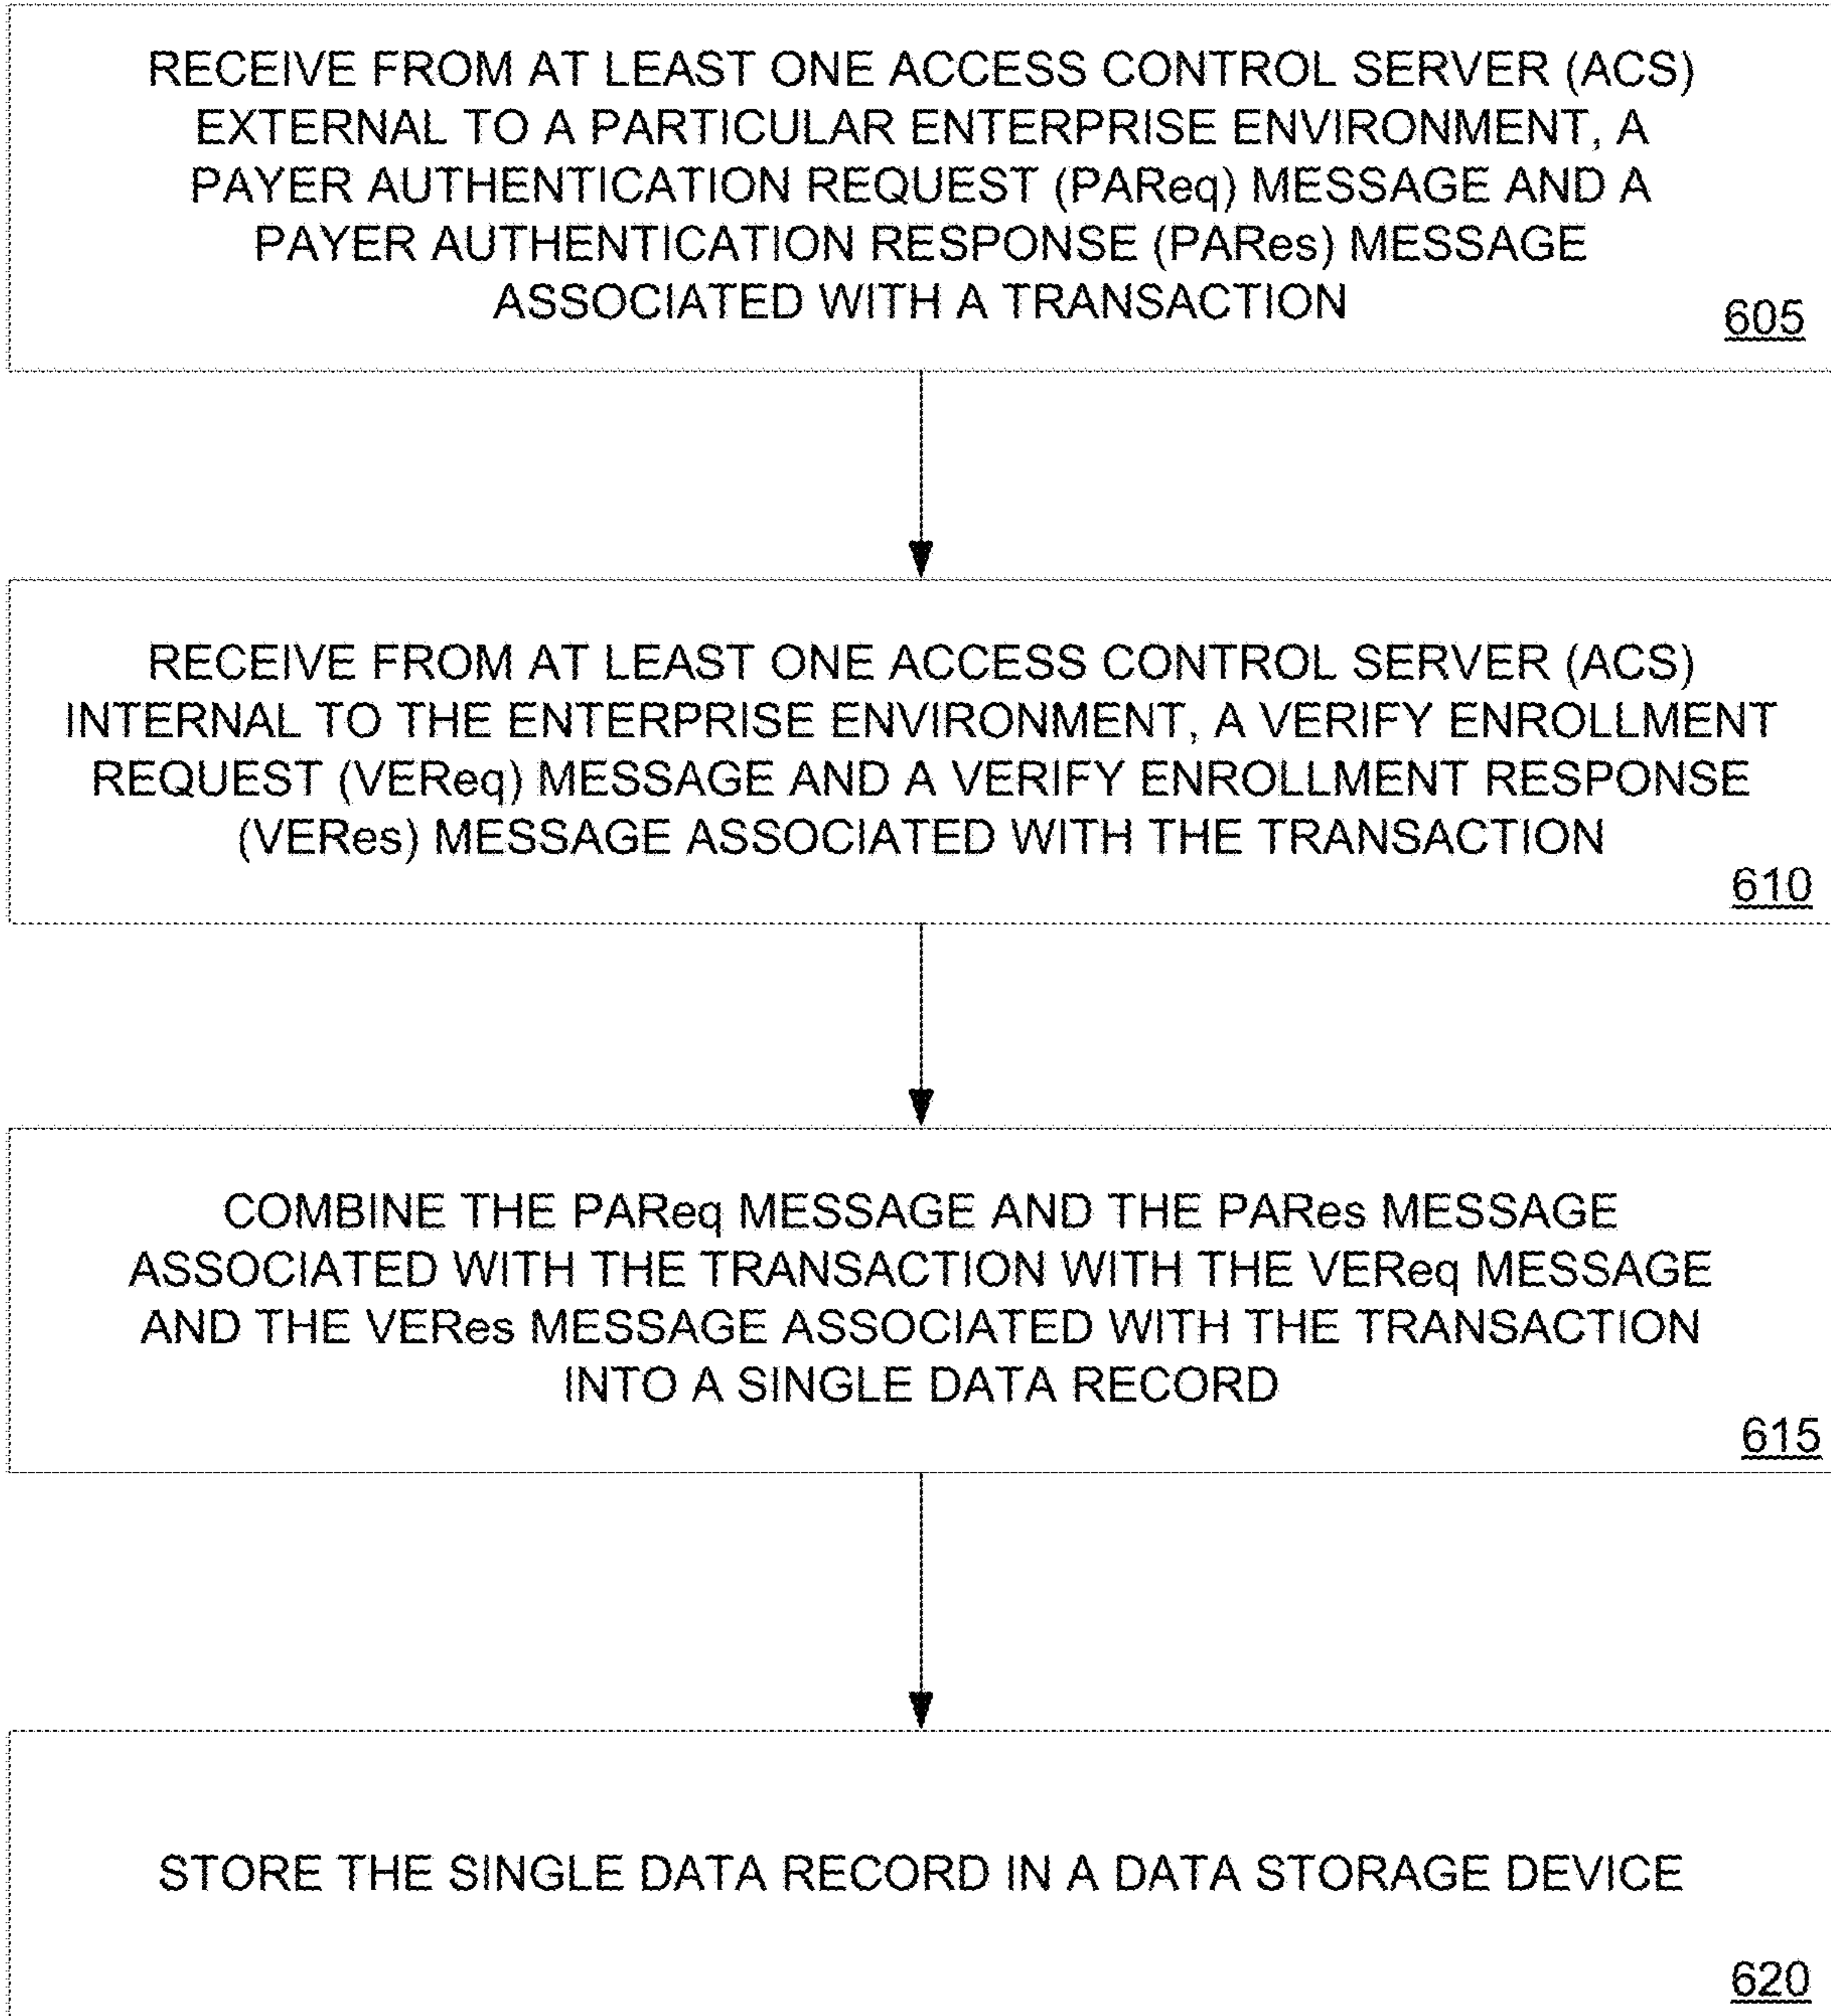 RECEIVE FROM AT LEAST ONE ACCESS CONTROL SERVER (ACS)
EXTERNAL TO A PARTICULAR ENTERPRISE ENVIRONMENT, A
PAYER AUTHENTICATION REQUEST (PAReq) MESSAGE AND A
PAYER AUTHENTICATION RESPONSE (PARes) MESSAGE
ASSOCIATED WITH A TRANSACTION
605
RECEIVE FROM AT LEAST ONE ACCESS CONTROL SERVER (ACS)
INTERNAL TO THE ENTERPRISE ENVIRONMENT, A VERIFY ENROLLMENT
REQUEST (VEReq) MESSAGE AND A VERIFY ENROLLMENT RESPONSE
(VERes) MESSAGE ASSOCIATED WITH THE TRANSACTION
610
COMBINE THE PAReq MESSAGE AND THE PARes MESSAGE
ASSOCIATED WITH THE TRANSACTION WITH THE VEReq MESSAGE
AND THE VERes MESSAGE ASSOCIATED WITH THE TRANSACTION
INTO A SINGLE DATA RECORD
615
STORE THE SINGLE DATA RECORD IN A DATA STORAGE DEVICE
620